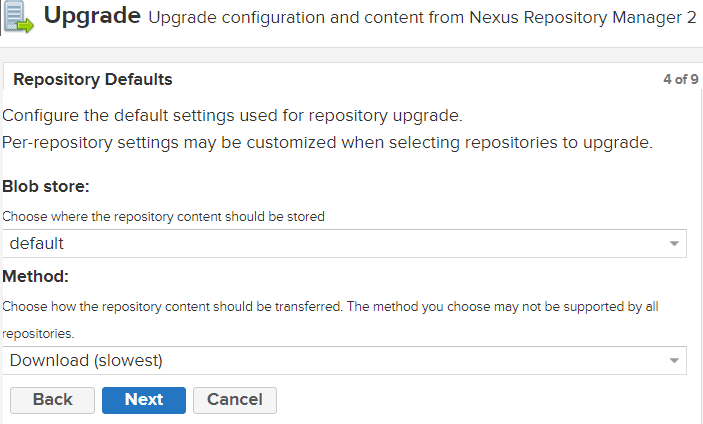 Upgrade Upgrade configuration and content from Nexus Repository Manager 2
Repository Defaults 4 of 9
Configure the default settings used for repository upgrade.
Per-repository settings may be customized when selecting repositories to upgrade.
Blob store:
Choose where the repository content should be stored
default
Method:
Choose how the repository content should be transferred. The method you choose may not be supported by all
repositories.
Download (slowest)
Back Next Cancel